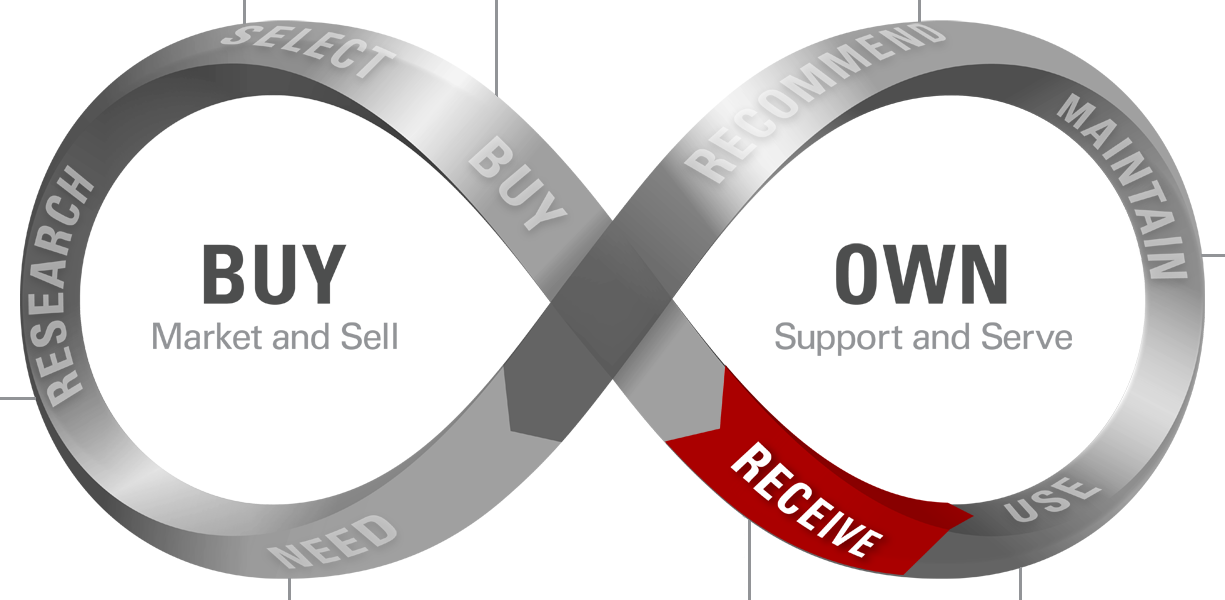 SELECT
BUY
RESEARCH
NEED
BUY
Market and Sell
RECOMMEND
MAINTAIN
OWN
Support and Serve
RECEIVE
USE